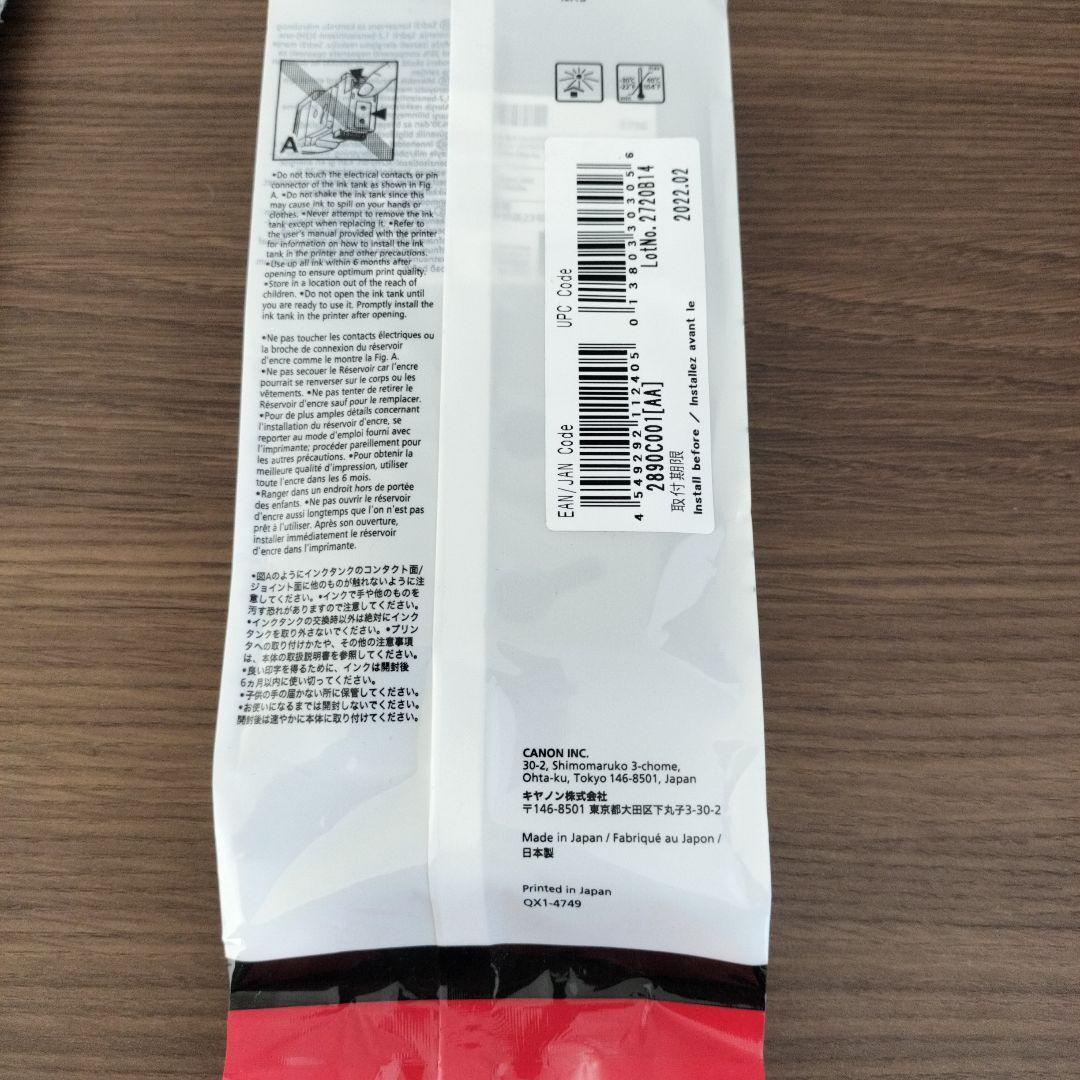 A
•Do not touch the electrical contacts or pin
connector of the ink tank as shown in Fig.
A. •Do not shake the ink tank since this
may cause ink to spill on your hands or
clothes. •Never attempt to remove the ink
tank except when replacing it. •Refer to
the user's manual provided with the printer
for information on how to install the ink
tank in the printer and other precautions.
•Use up all ink within 6 months after
opening to ensure optimum print quality.
•Store in a location out of the reach of
children. •Do not open the ink tank until
you are ready to use it. Promptly install the
ink tank in the printer after opening.
•Ne pas toucher les contacts électriques ou
la broche de connexion du réservoir
d'encre comme le montre la Fig. A.
•Ne pas secouer le Réservoir car l'encre
pourrait se renverser sur le corps ou les
vêtements. •Ne pas tenter de retirer le
Réservoir d'encre sauf pour le remplacer.
•Pour de plus amples détails concernant
l'installation du réservoir d'encre, se
reporter au mode d'emploi fourni avec
l'imprimante; procéder pareillement pour
les autres précautions. •Pour obtenir la
meilleure qualité d'impression, utiliser
toute l'encre dans les 6 mois.
•Ranger dans un endroit hors de portée
des enfants. •Ne pas ouvrir le réservoir
d'encre aussi longtemps que l'on n'est pas
prêt à l'utiliser. Après son ouverture,
installer immédiatement le réservoir
d'encre dans l'imprimante.
•図Aのようにインクタンクのコンタクト面/
ジョイント面に他のものが触れないように注
意してください。•インクで手や他のものを
汚す恐れがありますので注意してください。
•インクタンクの交換時以外は絶対にインク
タンクを取り外さないでください。•プリン
タへの取り付けかたや、その他の注意事項
は、本体の取扱説明書を参照してください。
•良い印字を得るために、インクは開封後
6ヵ月以内に使い切ってください。
•子供の手の届かない所に保管してください。
•お使いになるまでは開封しないでください。
開封後は速やかに本体に取り付けてください。
EAN/JAN Code
4 549292 112405
UPC Code
0 13803 30305 6
2890C001[AA]
LotNo. 2720B14
取付期限
2022.02
Install before / Installez avant le
CANON INC.
30-2, Shimomaruko 3-chome,
Ohta-ku, Tokyo 146-8501, Japan
キヤノン株式会社
〒146-8501 東京都大田区下丸子3-30-2
Made in Japan / Fabriqué au Japon /
日本製
Printed in Japan
QX1-4749